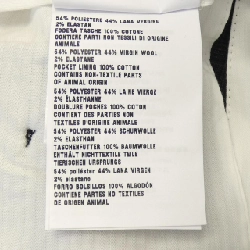 54% POLIESTERE 44% LANA VERGINE
2% ELASTAN
FODERA TASCHE 100% COTONE
CONTIENE PARTI NON TESSILI DI ORIGINE
ANIMALE
54% POLYESTER 44% VIRGIN WOOL
2% ELASTANE
POCKET LINING 100% COTTON
CONTAINS NON-TEXTILE PARTS
OF ANIMAL ORIGIN
54% POLYESTER 44% LAINE VIERGE
2% ÉLASTHANNE
DOUBLURE POCHES 100% COTON
CONTIENT DES PARTIES NON
TEXTILES D'ORIGINE ANIMALE
54% POLYESTER 44% SCHURWOLLE
2% ELASTHAN
TASCHENFUTTER 100% BAUMWOLLE
ENTHÄLT NICHTTEXTILE TEILE
TIERISCHEN URSPRUNGS
54% poliéster 44% LANA VIRGEN
2% elastano
FORRO BOLSILLOS 100% ALGODÓN
CONTIENE PARTES NO TEXTILES
DE ORIGEN ANIMAL